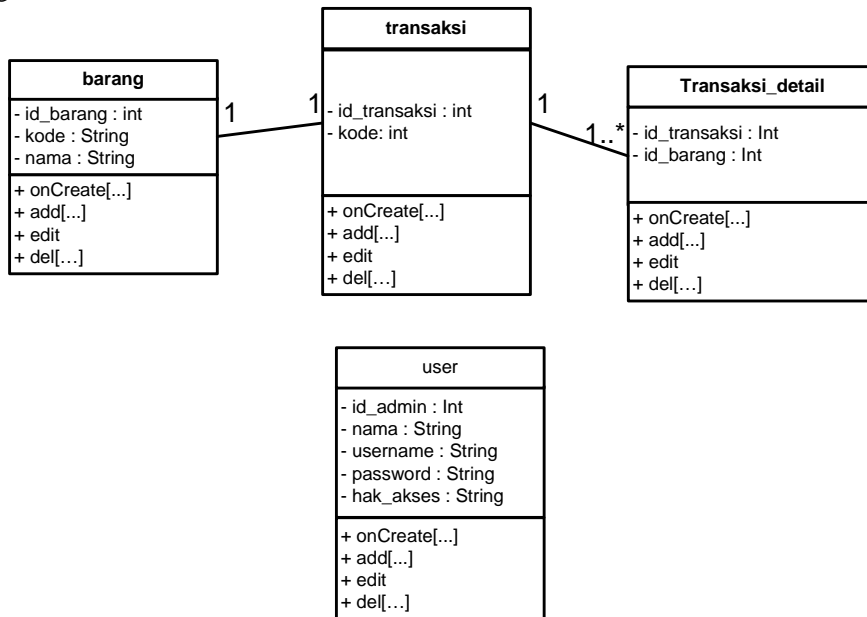 barang
- id_barang : int
- kode : String
- nama : String
+ onCreate[...]
+ add[...]
+ edit
+ del[…]
1
1
transaksi
- id_transaksi : int
- kode: int
+ onCreate[...]
+ add[...]
+ edit
+ del[…]
1
1..*
Transaksi_detail
- id_transaksi : Int
- id_barang : Int
+ onCreate[...]
+ add[...]
+ edit
+ del[…]
user
- id_admin : Int
- nama : String
- username : String
- password : String
- hak_akses : String
+ onCreate[...]
+ add[...]
+ edit
+ del[…]